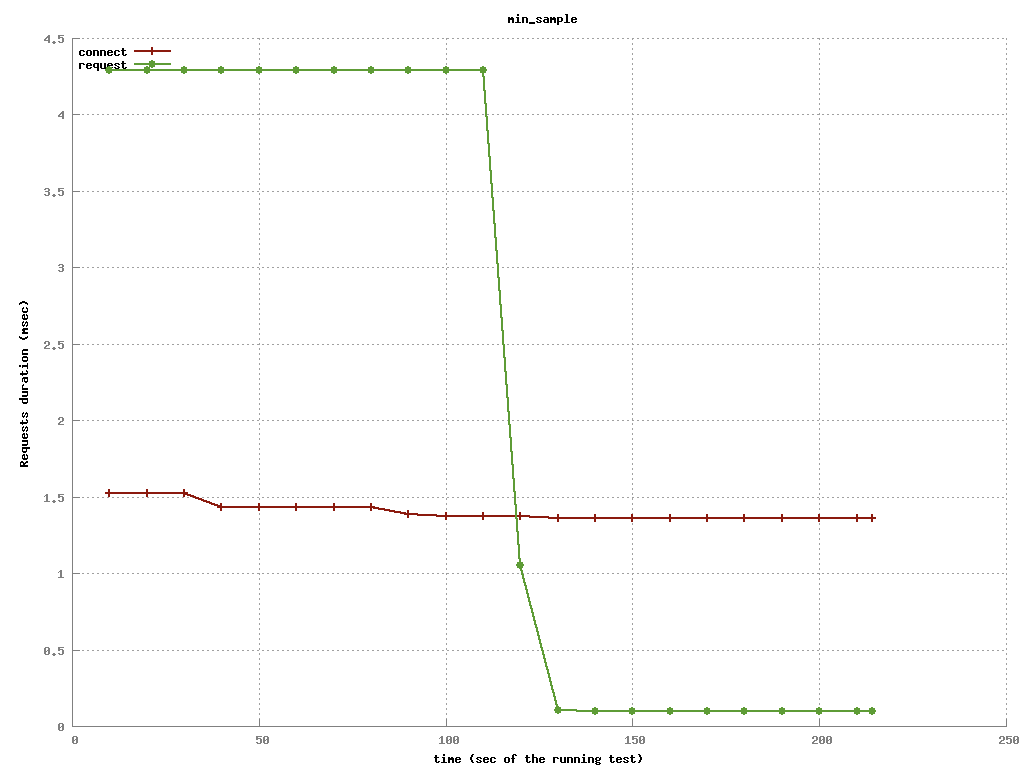 min_sample
4.5
connect
request
4
3.5
3
2.5
2
1.5
1
0.5
0
Requests duration (msec)
0 50 100 150 200 250
time (sec of the running test)